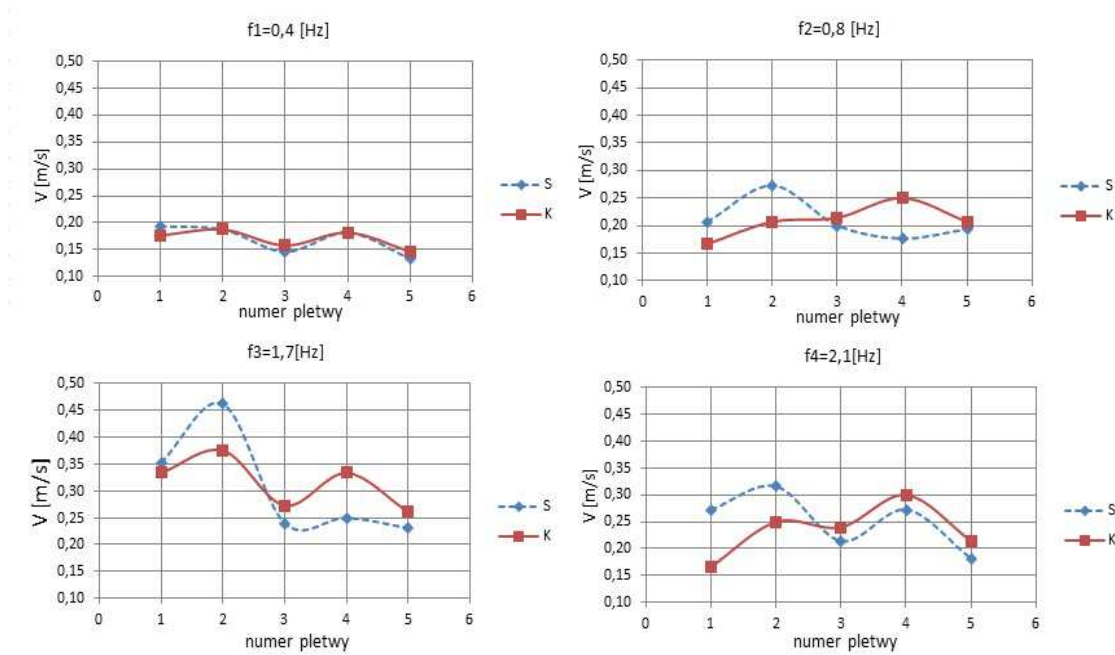 f1=0,4 [Hz]
0,50
0,45
0,40
0,35
0,30
0,25
0,20
0,15
0,10
V [m/s]
0 1 2 3 4 5 6
numer pletwy
S
K
f2=0,8 [Hz]
0,50
0,45
0,40
0,35
0,30
0,25
0,20
0,15
0,10
V [m/s]
0 1 2 3 4 5 6
numer pletwy
S
K
f3=1,7[Hz]
0,50
0,45
0,40
0,35
0,30
0,25
0,20
0,15
0,10
V [m/s]
0 1 2 3 4 5 6
numer pletwy
S
K
f4=2,1[Hz]
0,50
0,45
0,40
0,35
0,30
0,25
0,20
0,15
0,10
V [m/s]
0 1 2 3 4 5 6
numer pletwy
S
K